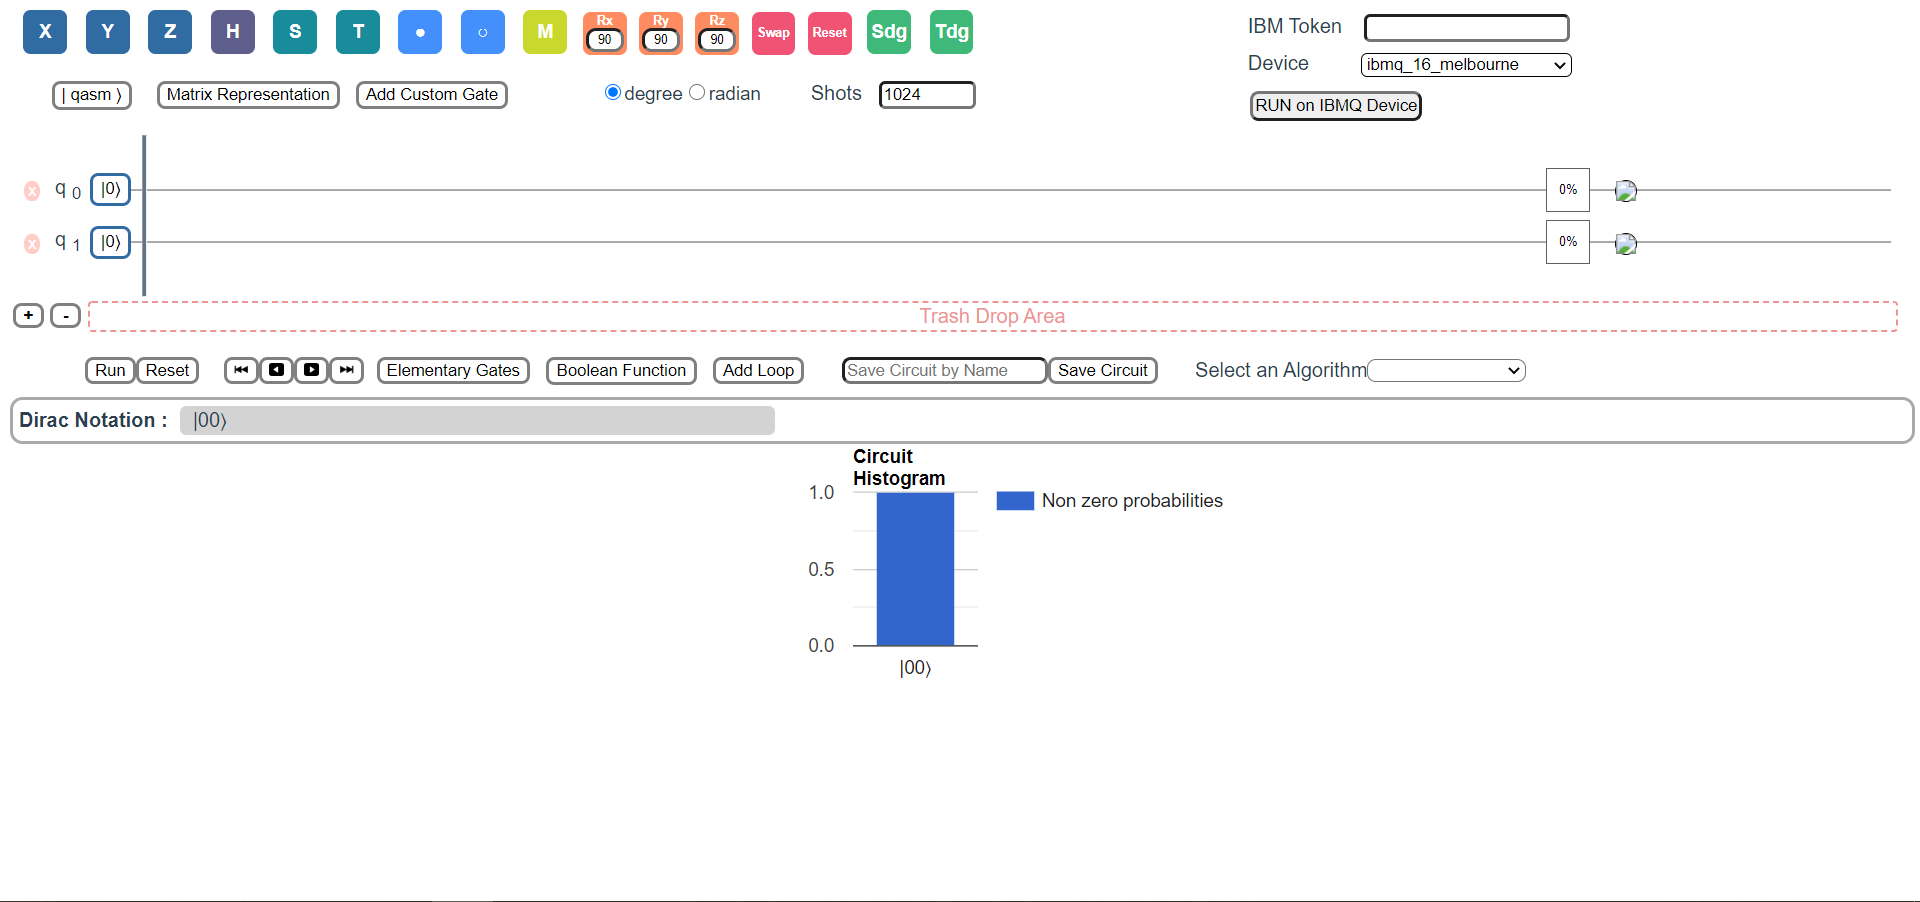 X Y Z H S T ● ○ M Rx 90 Ry 90 Rz 90 Swap Reset Sdg Tdg
IBM Token
Device ibmq_16_melbourne
| qasm ⟩ Matrix Representation Add Custom Gate degree radian Shots 1024
RUN on IBMQ Device
x q 0 |0⟩ 0%
x q 1 |0⟩ 0%
+ - Trash Drop Area
Run Reset Elementary Gates Boolean Function Add Loop Save Circuit by Name Save Circuit Select an Algorithm
Dirac Notation : |00⟩
Circuit
Histogram
1.0
Non zero probabilities
0.5
0.0
|00⟩